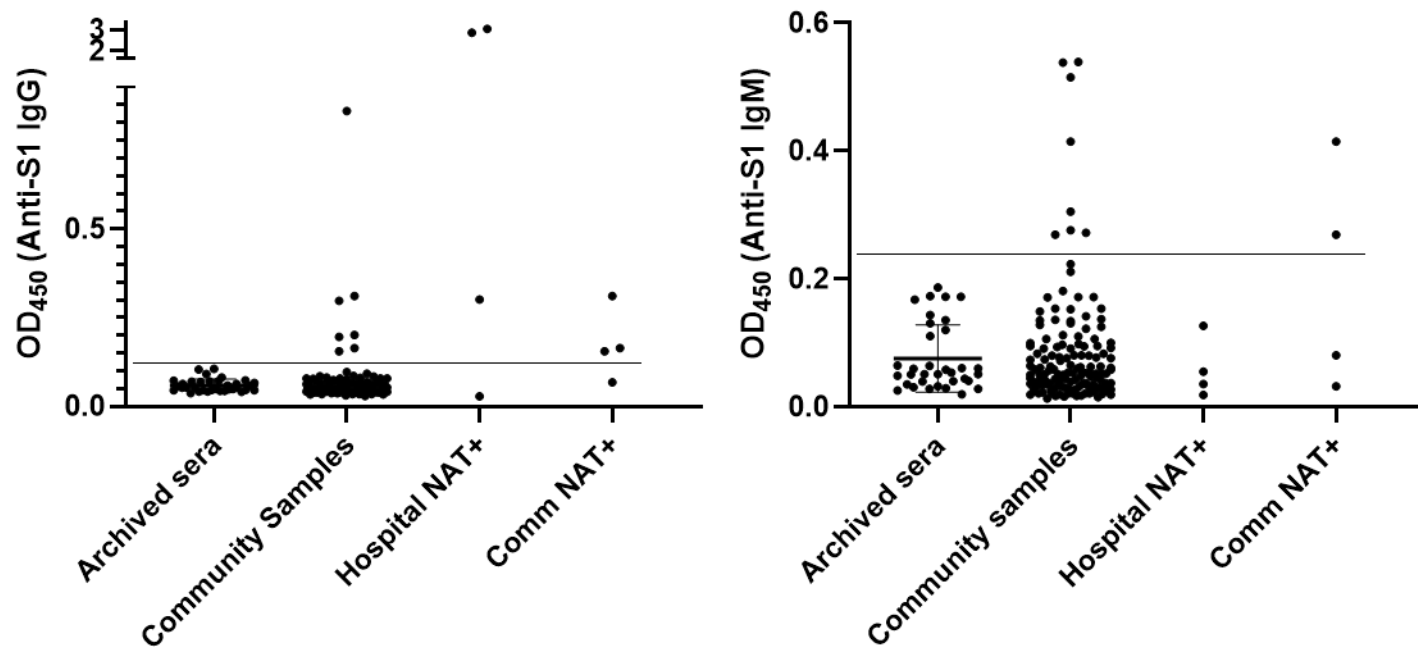 OD450 (Anti-S1 IgG)
3
2
0.5
0.0
Archived sera
Community Samples
Hospital NAT+
Comm NAT+
OD450 (Anti-S1 IgM)
0.6
0.4
0.2
0.0
Archived sera
Community samples
Hospital NAT+
Comm NAT+